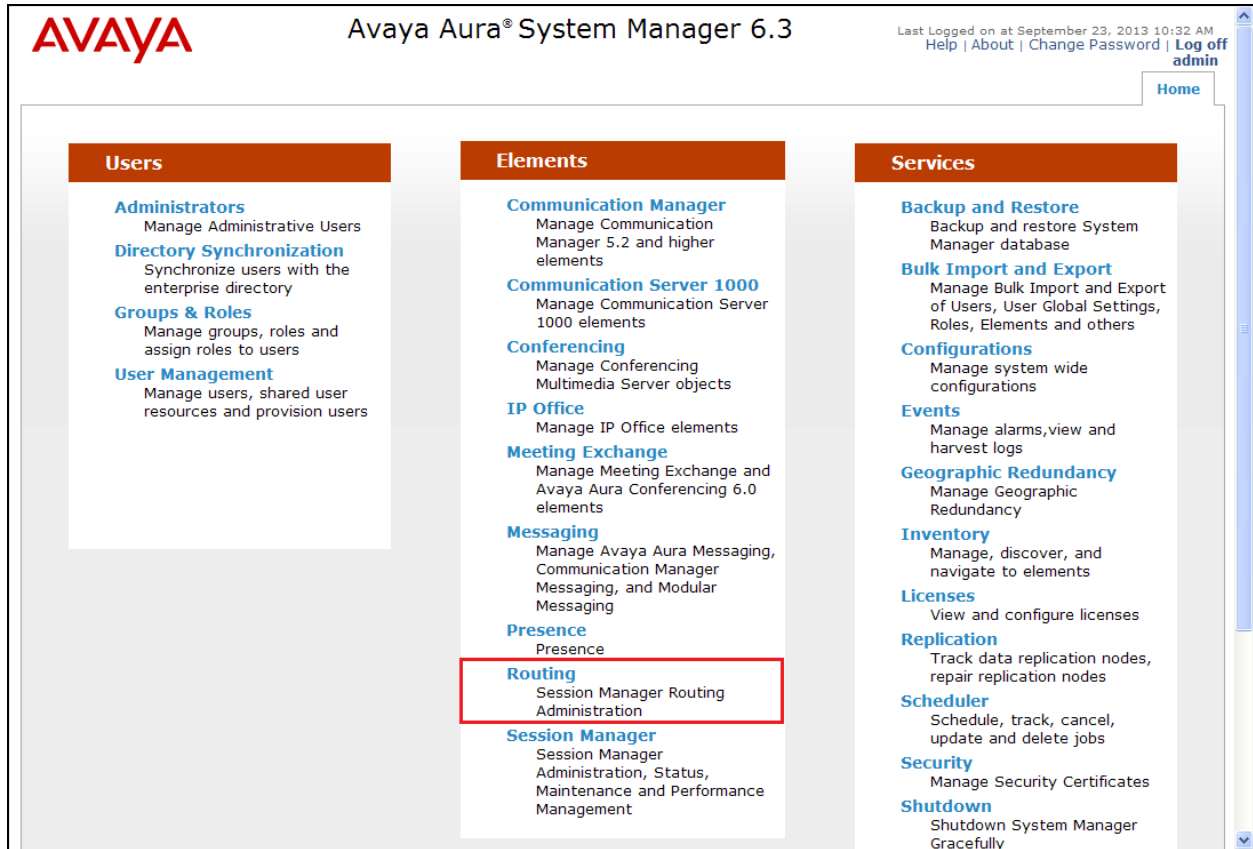 AVAYA
Avaya Aura® System Manager 6.3
Last Logged on at September 23, 2013 10:32 AM
Help | About | Change Password | Log off
admin
Home
Users
Administrators
Manage Administrative Users
Directory Synchronization
Synchronize users with the
enterprise directory
Groups & Roles
Manage groups, roles and
assign roles to users
User Management
Manage users, shared user
resources and provision users
Elements
Communication Manager
Manage Communication
Manager 5.2 and higher
elements
Communication Server 1000
Manage Communication Server
1000 elements
Conferencing
Manage Conferencing
Multimedia Server objects
IP Office
Manage IP Office elements
Meeting Exchange
Manage Meeting Exchange and
Avaya Aura Conferencing 6.0
elements
Messaging
Manage Avaya Aura Messaging,
Communication Manager
Messaging, and Modular
Messaging
Presence
Presence
Routing
Session Manager Routing
Administration
Session Manager
Session Manager
Administration, Status,
Maintenance and Performance
Management
Services
Backup and Restore
Backup and restore System
Manager database
Bulk Import and Export
Manage Bulk Import and Export
of Users, User Global Settings,
Roles, Elements and others
Configurations
Manage system wide
configurations
Events
Manage alarms,view and
harvest logs
Geographic Redundancy
Manage Geographic
Redundancy
Inventory
Manage, discover, and
navigate to elements
Licenses
View and configure licenses
Replication
Track data replication nodes,
repair replication nodes
Scheduler
Schedule, track, cancel,
update and delete jobs
Security
Manage Security Certificates
Shutdown
Shutdown System Manager
Gracefully